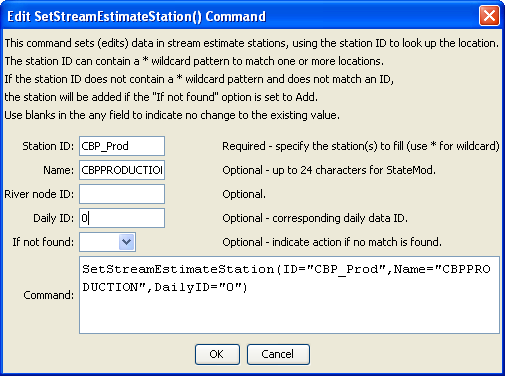 Edit SetStreamEstimateStation() Command
This command sets (edits) data in stream estimate stations, using the station ID to look up the location.
The station ID can contain a * wildcard pattern to match one or more locations.
If the station ID does not contain a * wildcard pattern and does not match an ID,
the station will be added if the "If not found" option is set to Add.
Use blanks in the any field to indicate no change to the existing value.
Station ID: CBP_Prod Required - specify the station(s) to fill (use * for wildcard)
Name: CBPPRODUCTION Optional - up to 24 characters for StateMod.
River node ID: Optional.
Daily ID: 0 Optional - corresponding daily data ID.
If not found: Optional - indicate action if no match is found.
Command: SetStreamEstimateStation(ID="CBP_Prod",Name="CBPPRO
DUCTION",DailyID="0")
OK Cancel